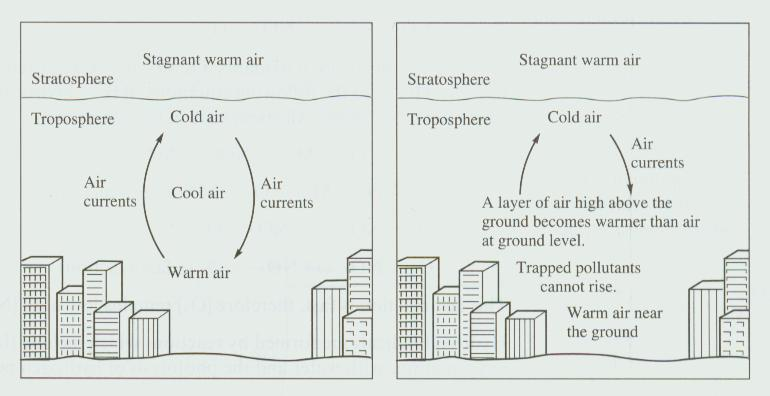 Stagnant warm air
Stratosphere
Troposphere
Cold air
Air
currents
Cool air
Air
currents
Warm air
Stagnant warm air
Stratosphere
Troposphere
Cold air
Air
currents
A layer of air high above the
ground becomes warmer than air
at ground level.
Trapped pollutants
cannot rise.
Warm air near
the ground